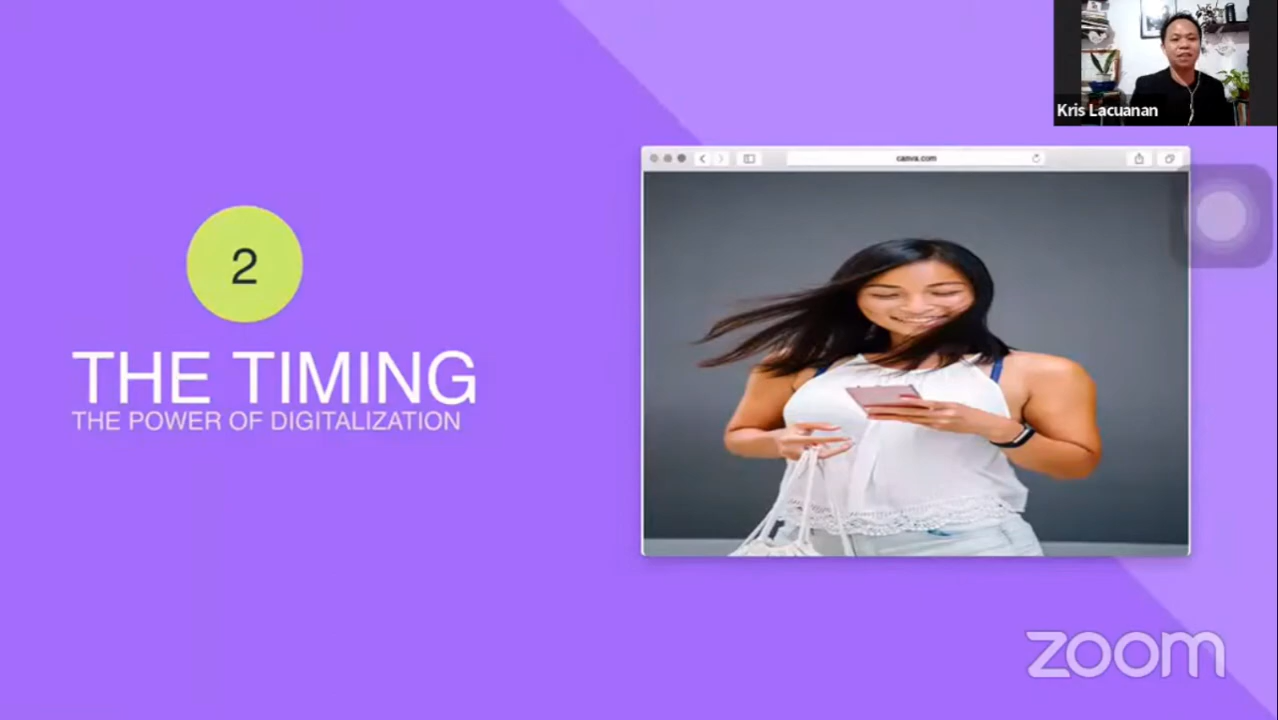 Kris Lacuanan
canva.com
2
THE TIMING
THE POWER OF DIGITALIZATION
zoom